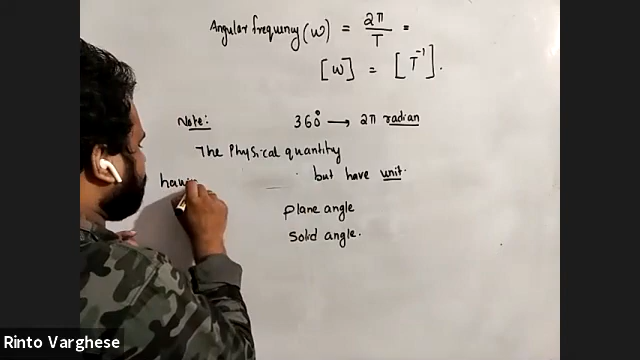 Angular frequency (ω) = 2π/T =
[ω] = [T⁻¹].
Note: 360° → 2π radian
The Physical quantity
havi but have unit.
plane angle
Solid angle.
Rinto Varghese